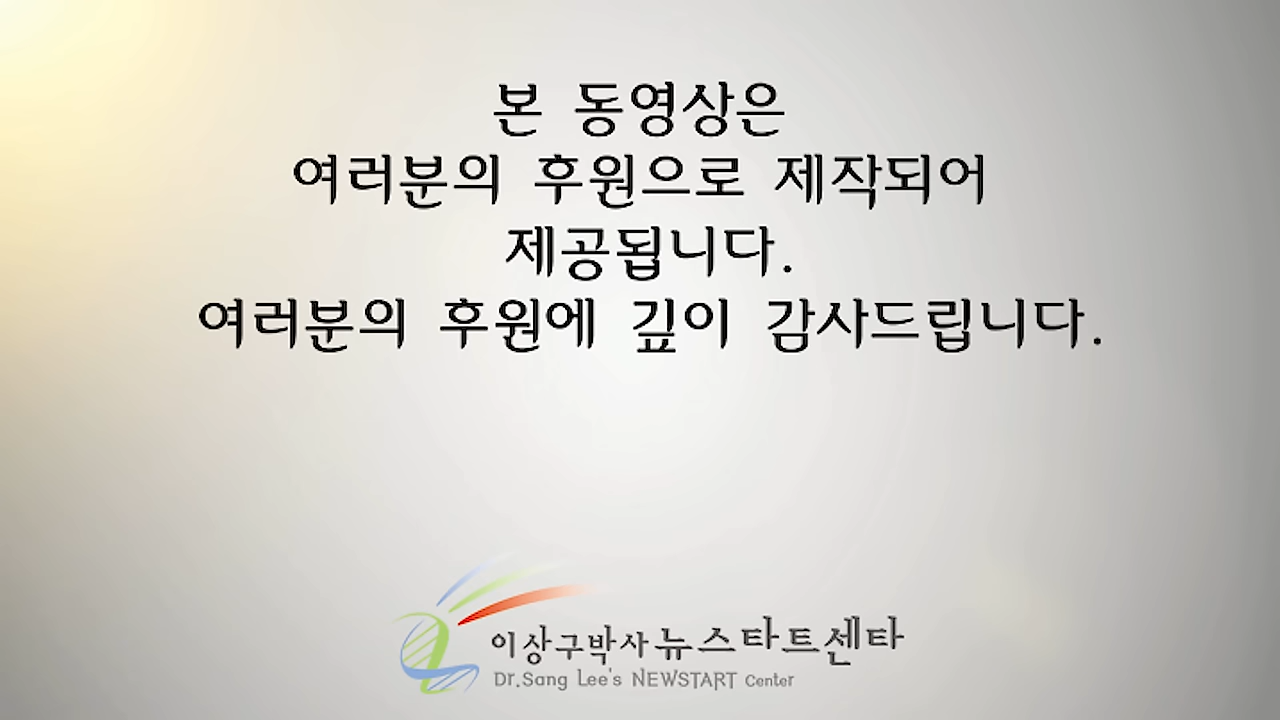 본 동영상은
여러분의 후원으로 제작되어
제공됩니다.
여러분의 후원에 깊이 감사드립니다.
이상구박사 뉴스타트센타
Dr.Sang Lee's NEWSTART Center